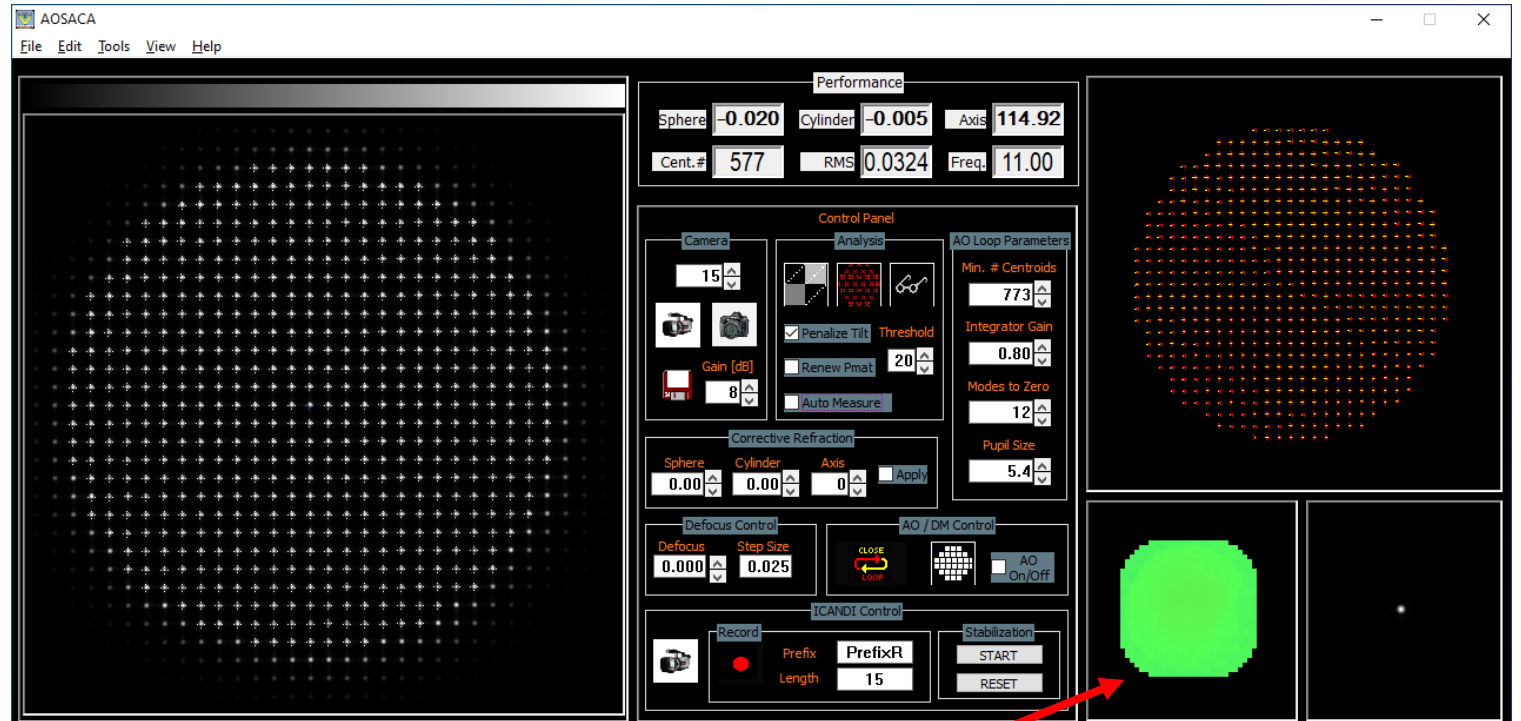 AOSACA
File Edit Tools View Help
Performance
Sphere -0.020 Cylinder -0.005 Axis 114.92
Cent.# 577 RMS 0.0324 Freq. 11.00
Control Panel
Camera
15
Gain [dB]
8
Analysis
Penalize Tilt Threshold
Renew Pmat 20
Auto Measure
AO Loop Parameters
Min. # Centroids
773
Integrator Gain
0.80
Modes to Zero
12
Pupil Size
5.4
Corrective Refraction
Sphere Cylinder Axis
0.00 0.00 0 Apply
Defocus Control
Defocus Step Size
0.000 0.025
AO / DM Control
CLOSE
LOOP
AO
On/Off
ICANDI Control
Record
Prefix PrefixR
Length 15
Stabilization
START
RESET